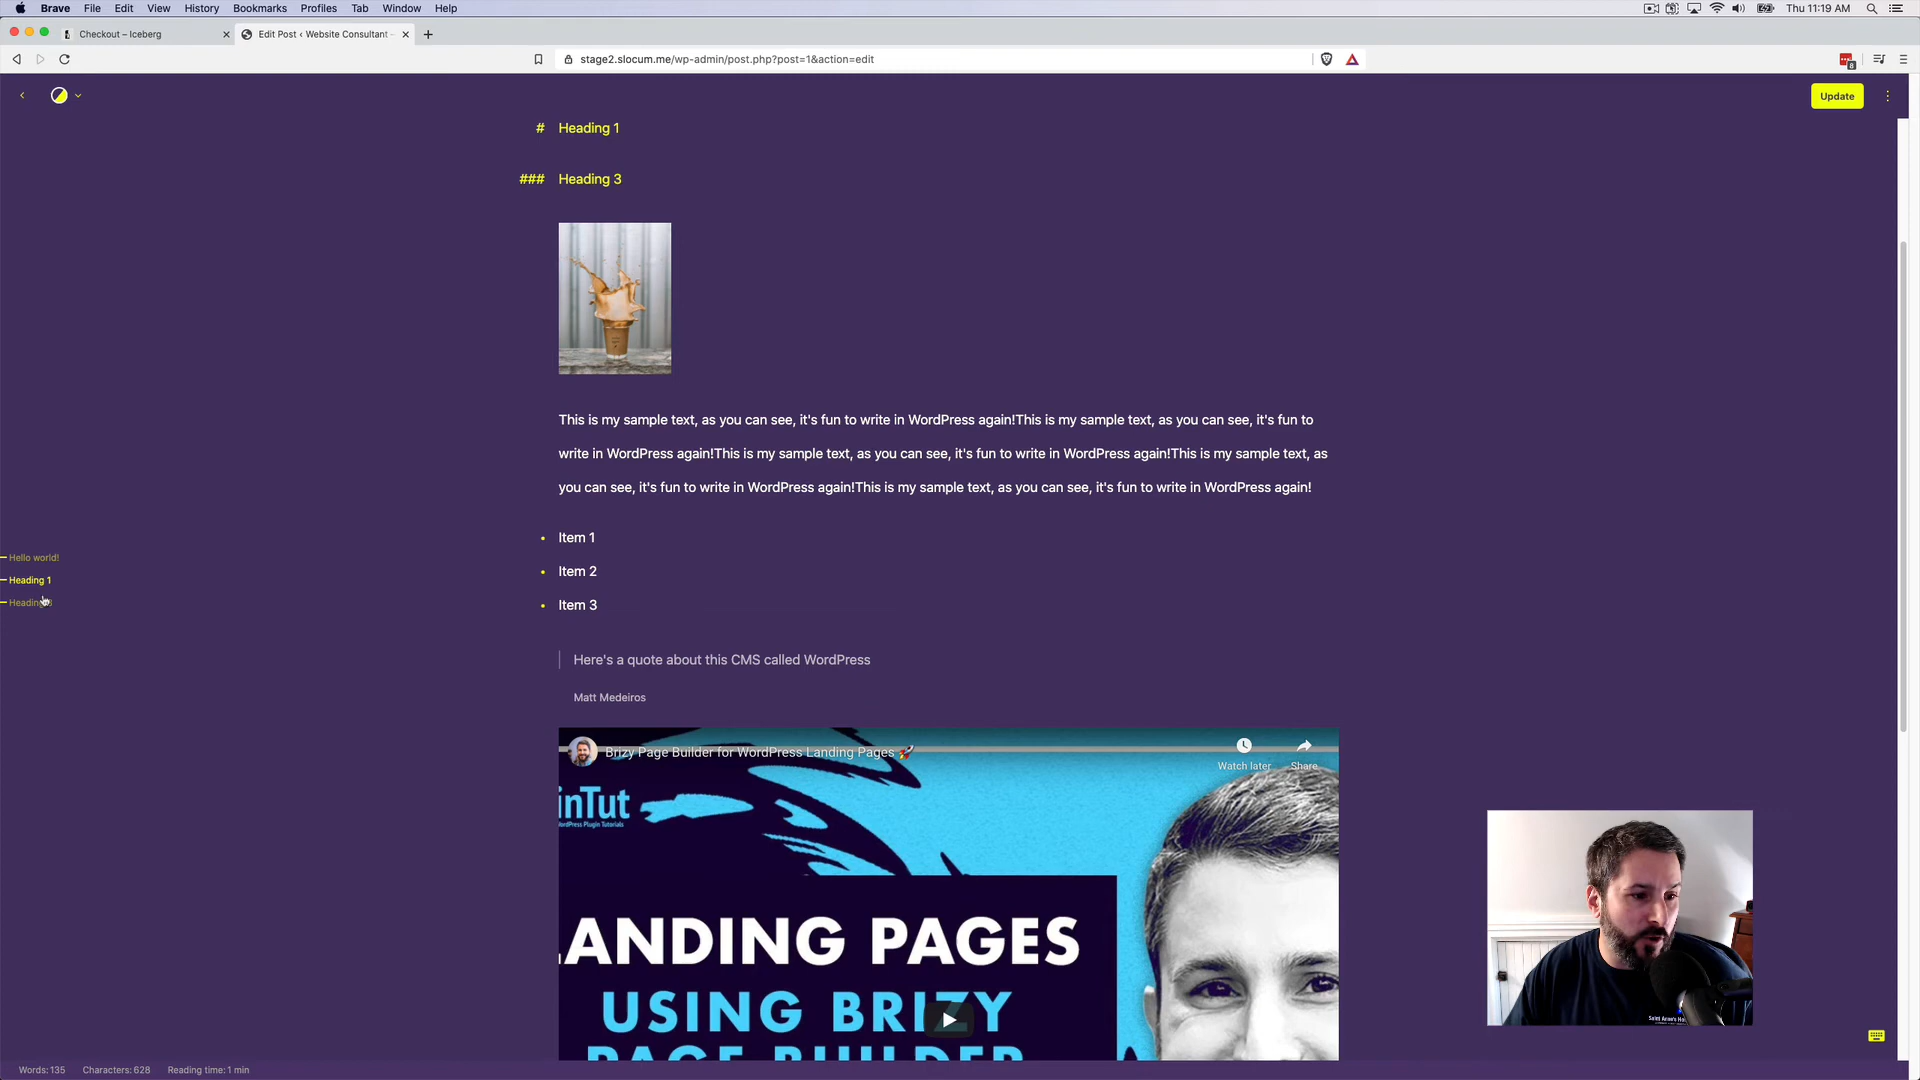 Brave File Edit View History Bookmarks Profiles Tab Window Help Thu 11:19 AM
Checkout – Iceberg Edit Post ‹ Website Consultant
stage2.slocum.me/wp-admin/post.php?post=1&action=edit
8
Update
# Heading 1
### Heading 3
This is my sample text, as you can see, it's fun to write in WordPress again!This is my sample text, as you can see, it's fun to
write in WordPress again!This is my sample text, as you can see, it's fun to write in WordPress again!This is my sample text, as
you can see, it's fun to write in WordPress again!This is my sample text, as you can see, it's fun to write in WordPress again!
• Item 1
• Item 2
• Item 3
Hello world!
Heading 1
Heading
Here's a quote about this CMS called WordPress
Matt Medeiros
Brizy Page Builder for WordPress Landing Pages 🚀
Watch later Share
inTut
WordPress Plugin Tutorials
LANDING PAGES
USING BRIZY
PAGE BUILDER
Words: 135 Characters: 628 Reading time: 1 min